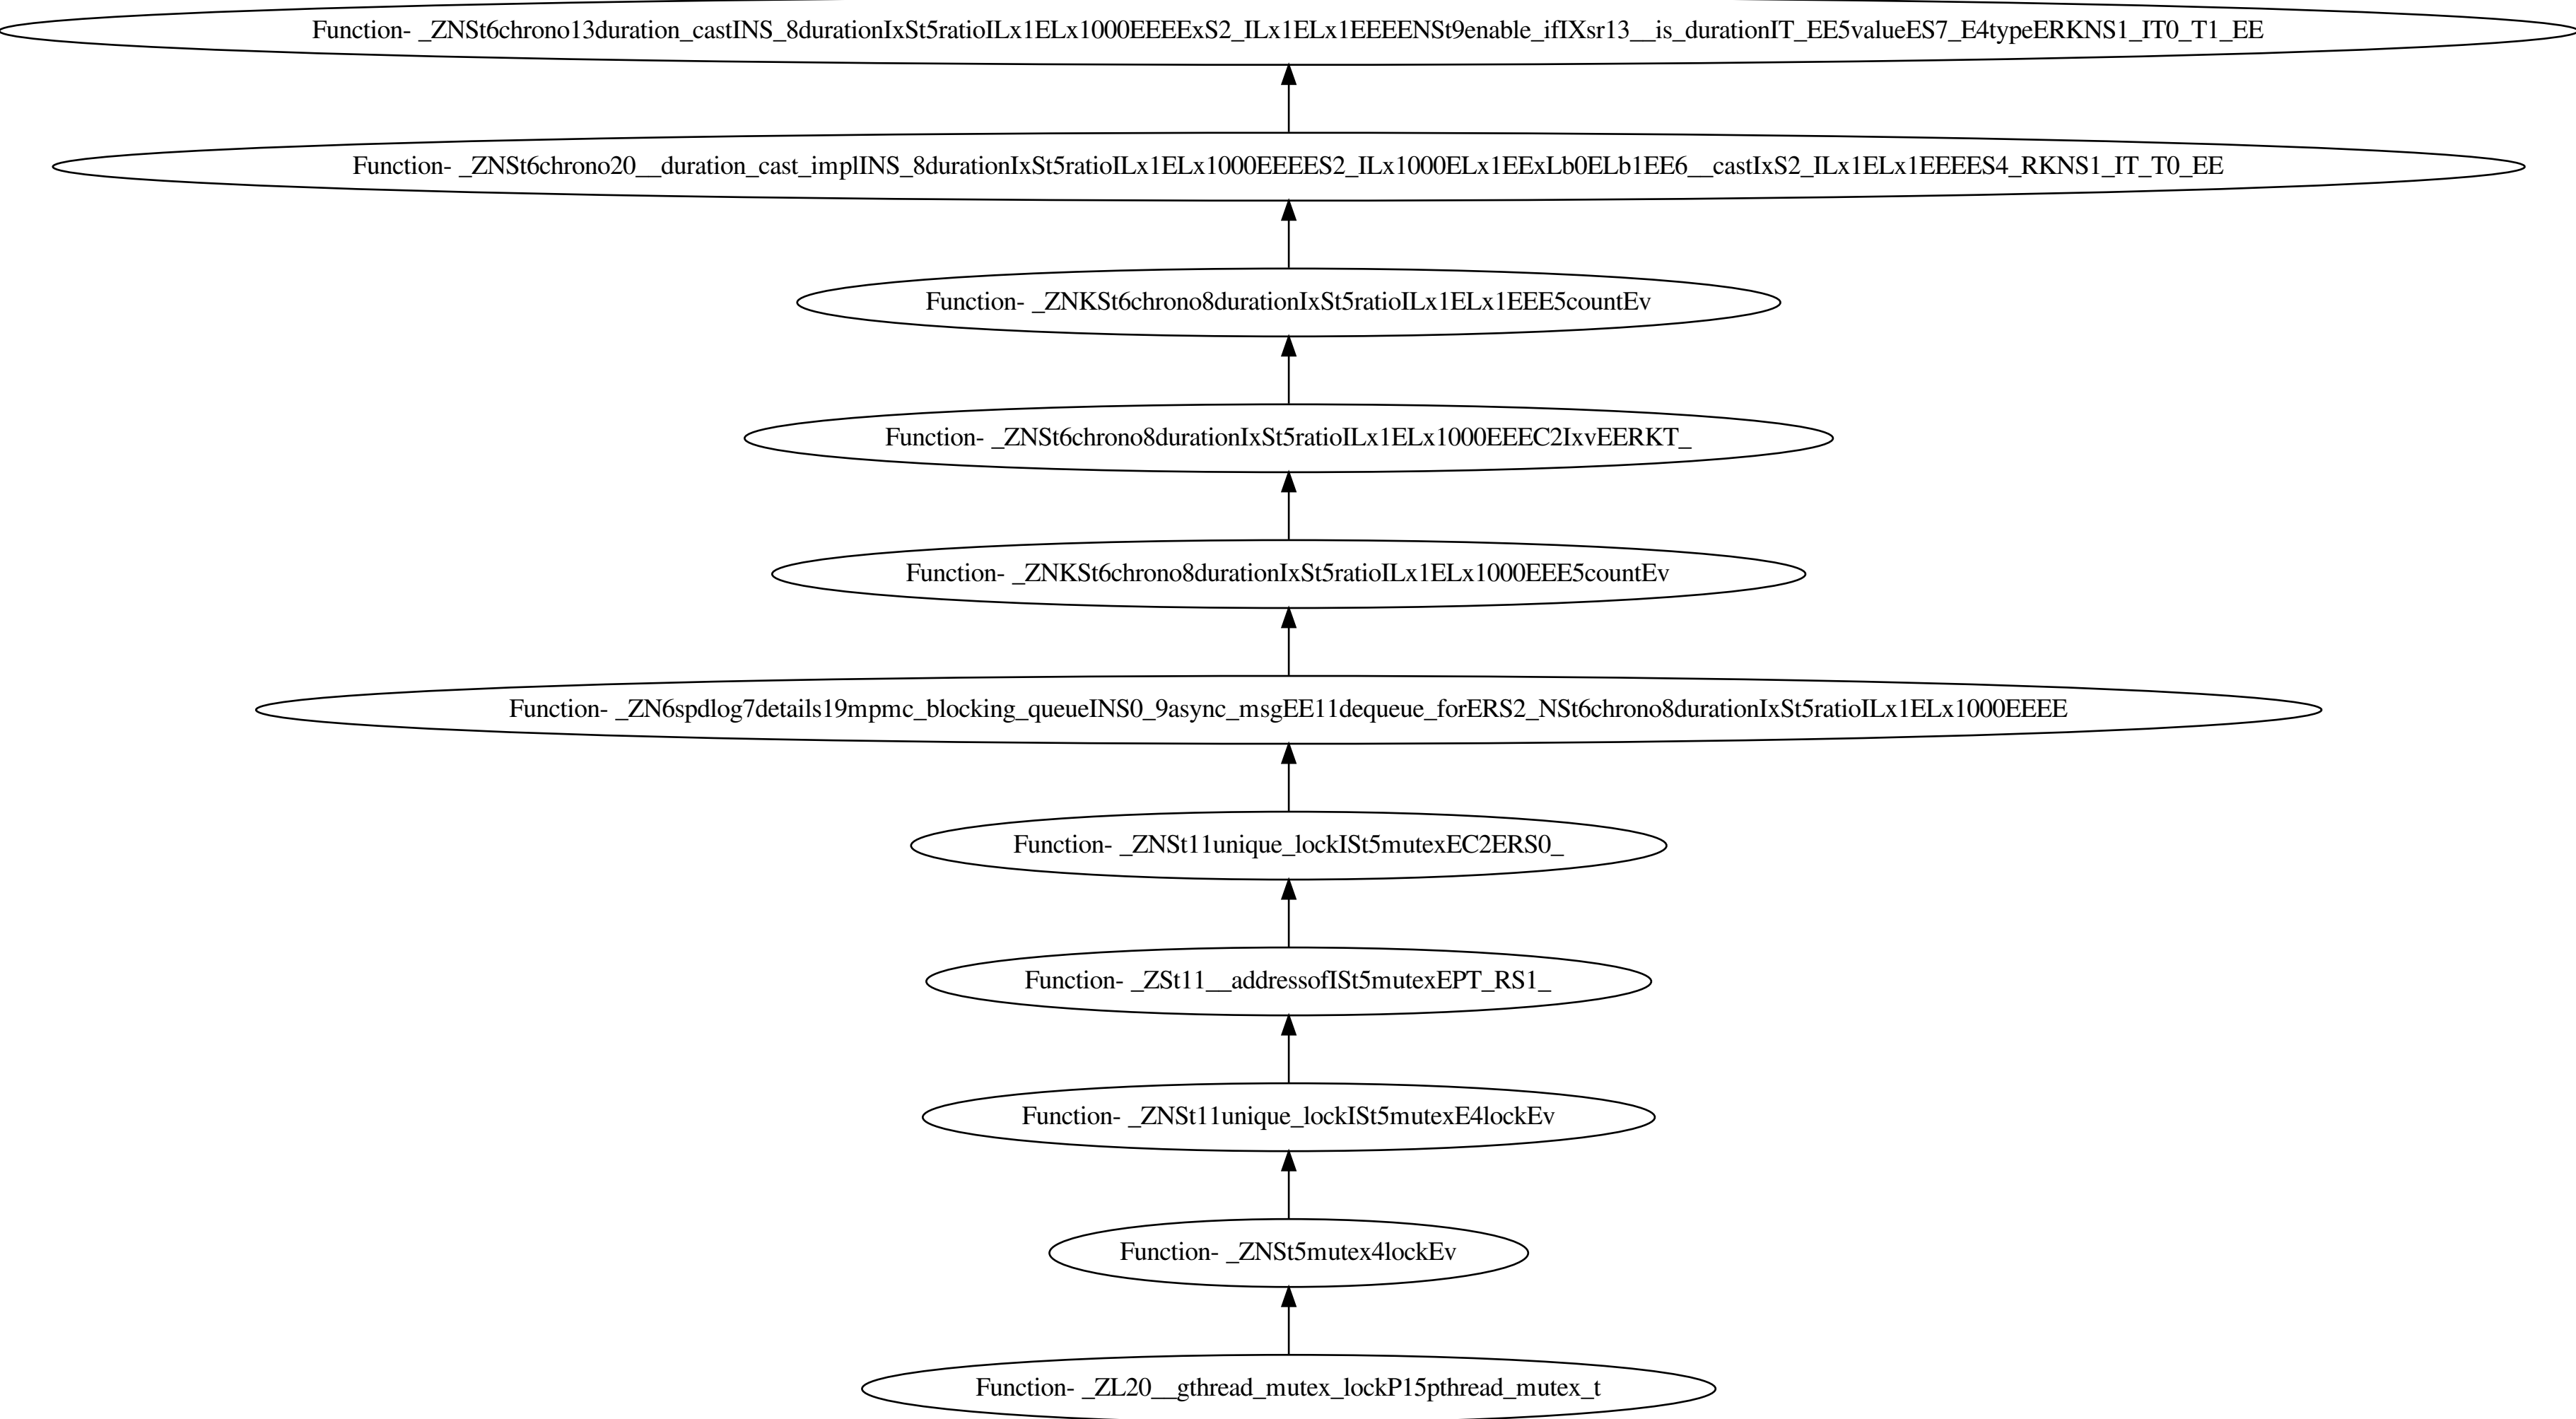 Function- _ZNSt6chrono13duration_castINS_8durationIxSt5ratioILx1ELx1000EEEExS2_ILx1ELx1EEEENSt9enable_ifIXsr13__is_durationIT_EE5valueES7_E4typeERKNS1_IT0_T1_EE
Function- _ZNSt6chrono20__duration_cast_implINS_8durationIxSt5ratioILx1ELx1000EEEES2_ILx1000ELx1EExLb0ELb1EE6__castIxS2_ILx1ELx1EEEES4_RKNS1_IT_T0_EE
Function- _ZNKSt6chrono8durationIxSt5ratioILx1ELx1EEE5countEv
Function- _ZNSt6chrono8durationIxSt5ratioILx1ELx1000EEEC2IxvEERKT_
Function- _ZNKSt6chrono8durationIxSt5ratioILx1ELx1000EEE5countEv
Function- _ZN6spdlog7details19mpmc_blocking_queueINS0_9async_msgEE11dequeue_forERS2_NSt6chrono8durationIxSt5ratioILx1ELx1000EEEE
Function- _ZNSt11unique_lockISt5mutexEC2ERS0_
Function- _ZSt11__addressofISt5mutexEPT_RS1_
Function- _ZNSt11unique_lockISt5mutexE4lockEv
Function- _ZNSt5mutex4lockEv
Function- _ZL20__gthread_mutex_lockP15pthread_mutex_t